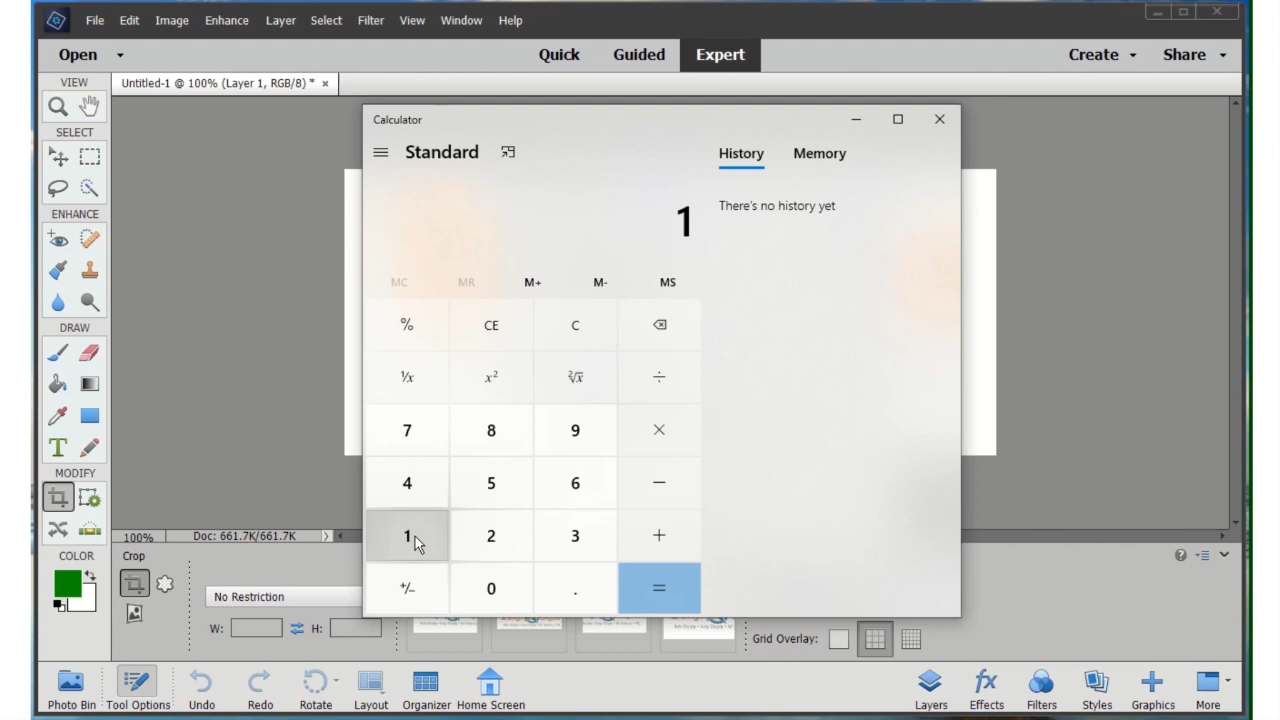 File Edit Image Enhance Layer Select Filter View Window Help
Open Quick Guided Expert Create Share
VIEW
Untitled-1 @ 100% (Layer 1, RGB/8) * ×
SELECT
ENHANCE
DRAW
MODIFY
COLOR
Calculator
Standard
History Memory
There's no history yet
1
MC MR M+ M- MS
% CE C
¹/x x² ²√x ÷
7 8 9 ×
4 5 6 −
1 2 3 +
+/− 0 . =
100% Doc: 661.7K/661.7K
Crop
No Restriction
W: H:
Grid Overlay:
Photo Bin Tool Options Undo Redo Rotate Layout Organizer Home Screen Layers Effects Filters Styles Graphics More